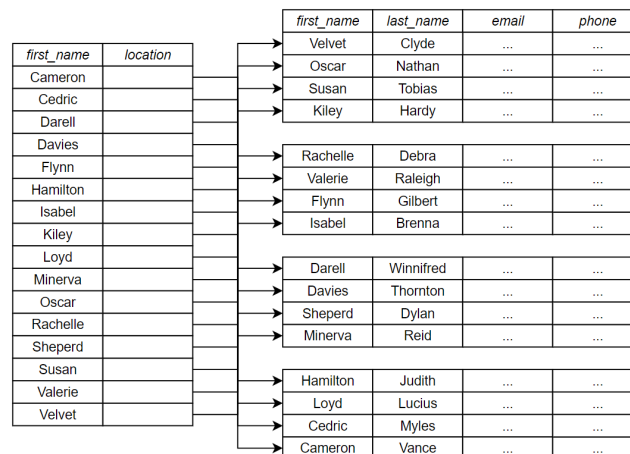 first_name location
Cameron
Cedric
Darell
Davies
Flynn
Hamilton
Isabel
Kiley
Loyd
Minerva
Oscar
Rachelle
Sheperd
Susan
Valerie
Velvet
first_name last_name email phone
Velvet Clyde ... ...
Oscar Nathan ... ...
Susan Tobias ... ...
Kiley Hardy ... ...
Rachelle Debra ... ...
Valerie Raleigh ... ...
Flynn Gilbert ... ...
Isabel Brenna ... ...
Darell Winnifred ... ...
Davies Thornton ... ...
Sheperd Dylan ... ...
Minerva Reid ... ...
Hamilton Judith ... ...
Loyd Lucius ... ...
Cedric Myles ... ...
Cameron Vance ... ...